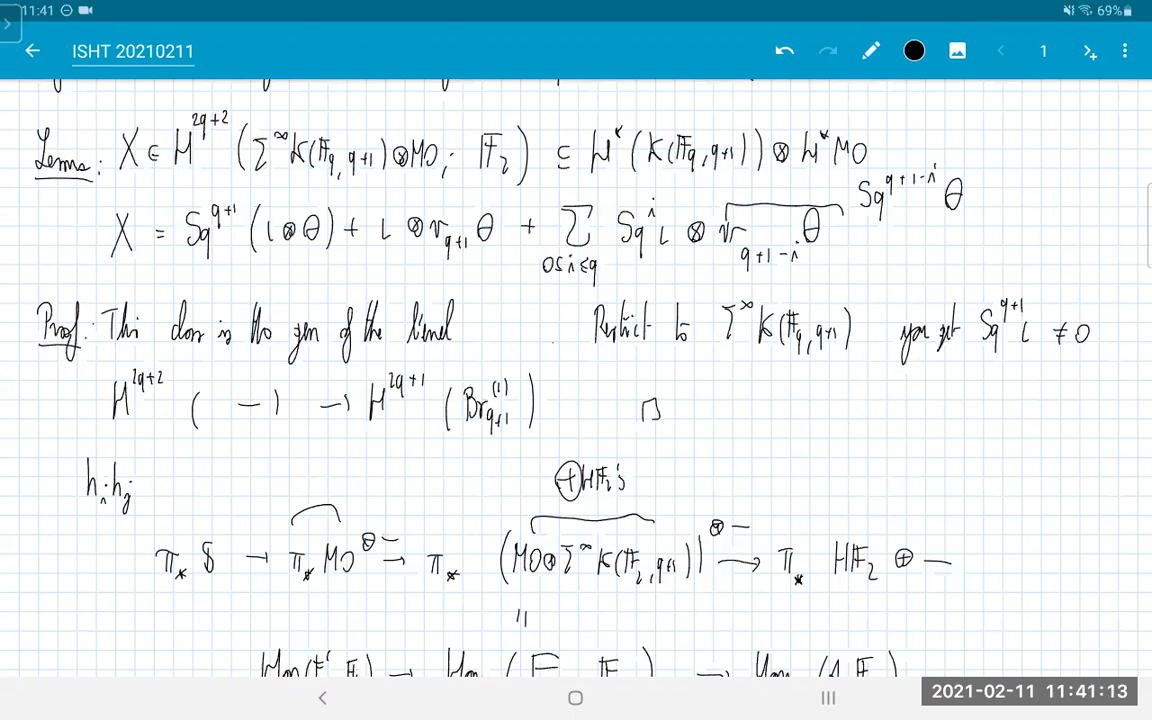 11:41
69%
ISHT 20210211
1
Lemma: X ∈ H^{2q+2} (Σ^∞ K(𝔽_q, q+1) ⊗ MO; 𝔽_2) ⊆ H^*(K(𝔽_q, q+1)) ⊗ H^* MO
X = Sq^{q+1} (ι ⊗ θ) + ι ⊗ v_{q+1} θ + Σ_{0≤i≤q} Sq^i ι ⊗ v_{q+1-i} θ Sq^{q+1-i} θ
Proof: This class is the gen of the kernel Restrict to Σ^∞ K(𝔽_q, q+1) you get Sq^{q+1} ι ≠ 0
H^{2q+2} ( — ) → H^{2q+1} (Br^{(1)}_{q+1}) □
h_i h_j ⊕ H𝔽_2's
π_* 𝕊 → π_* MO^{⊗ –} → π_* (MO ⊗ Σ^∞ K(𝔽_2, q+1))^{⊗ –} → π_* H𝔽_2 ⊕ —
"
2021-02-11 11:41:13